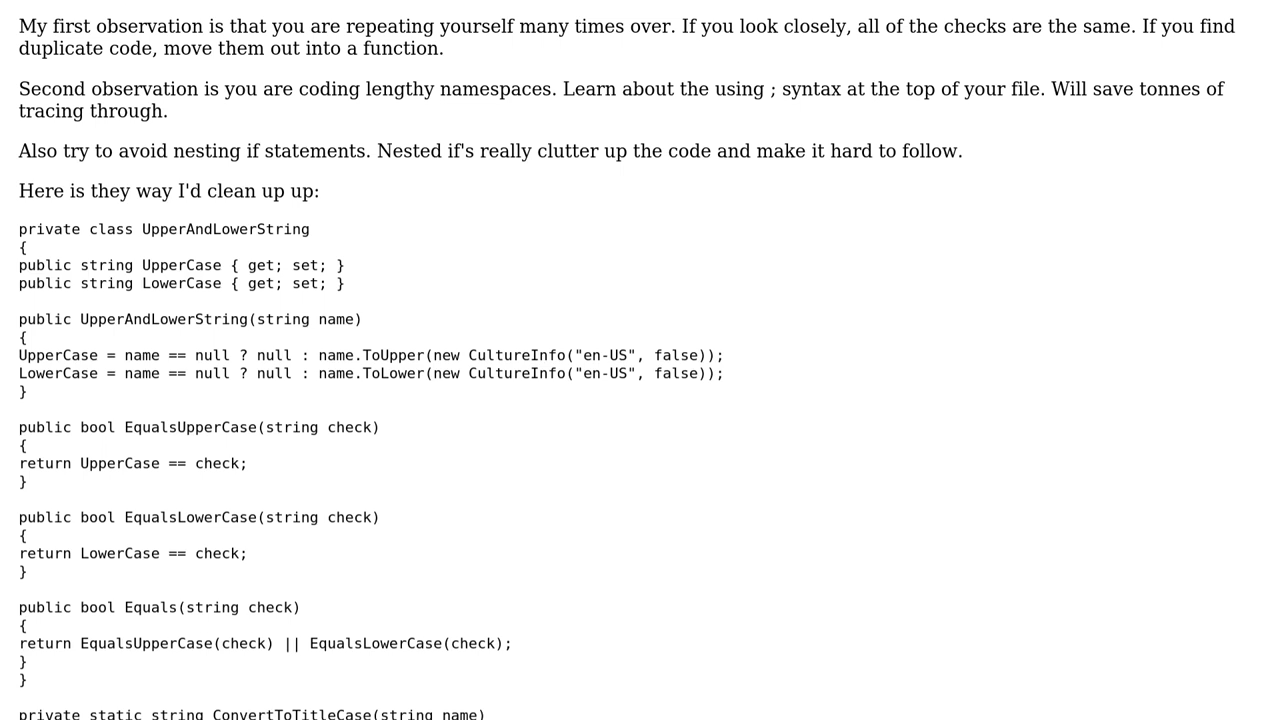 My first observation is that you are repeating yourself many times over. If you look closely, all of the checks are the same. If you find
duplicate code, move them out into a function.
Second observation is you are coding lengthy namespaces. Learn about the using ; syntax at the top of your file. Will save tonnes of
tracing through.
Also try to avoid nesting if statements. Nested if's really clutter up the code and make it hard to follow.
Here is they way I'd clean up up:
private class UpperAndLowerString
{
public string UpperCase { get; set; }
public string LowerCase { get; set; }
public UpperAndLowerString(string name)
{
UpperCase = name == null ? null : name.ToUpper(new CultureInfo("en-US", false));
LowerCase = name == null ? null : name.ToLower(new CultureInfo("en-US", false));
}
public bool EqualsUpperCase(string check)
{
return UpperCase == check;
}
public bool EqualsLowerCase(string check)
{
return LowerCase == check;
}
public bool Equals(string check)
{
return EqualsUpperCase(check) || EqualsLowerCase(check);
}
}
private static string ConvertToTitleCase(string name)